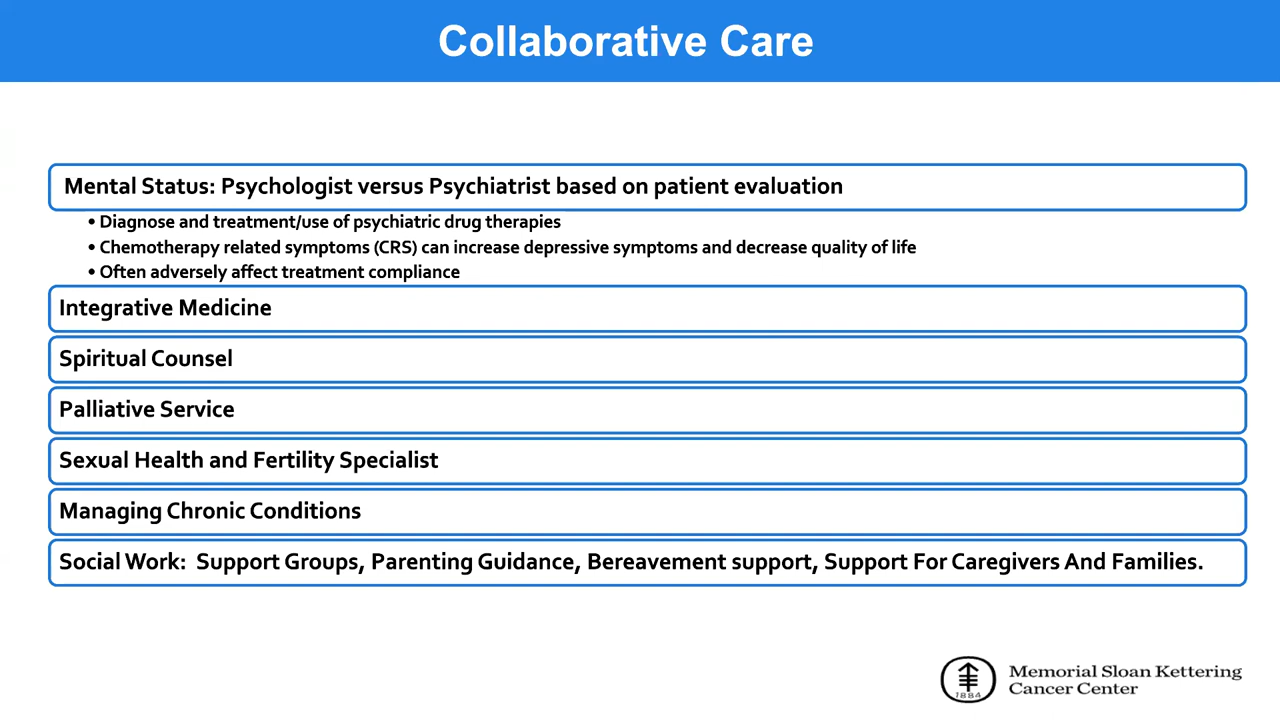 Collaborative Care
Mental Status: Psychologist versus Psychiatrist based on patient evaluation
• Diagnose and treatment/use of psychiatric drug therapies
• Chemotherapy related symptoms (CRS) can increase depressive symptoms and decrease quality of life
• Often adversely affect treatment compliance
Integrative Medicine
Spiritual Counsel
Palliative Service
Sexual Health and Fertility Specialist
Managing Chronic Conditions
Social Work:  Support Groups, Parenting Guidance, Bereavement support, Support For Caregivers And Families.
1884
Memorial Sloan Kettering
Cancer Center